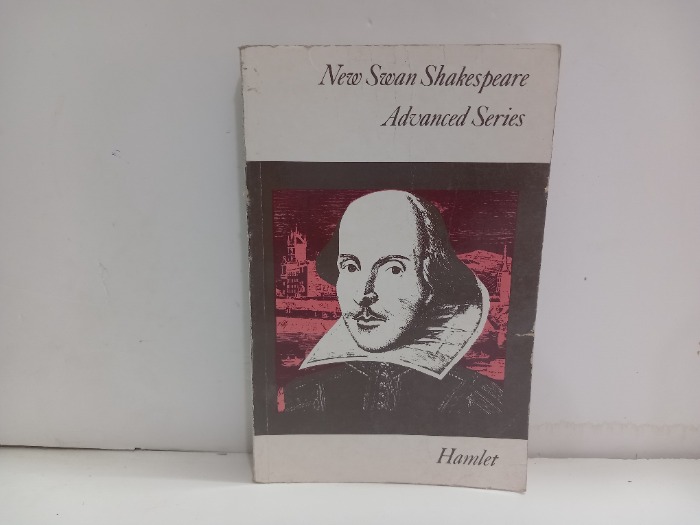 New Swan Shakespeare
Advanced Series
Hamlet